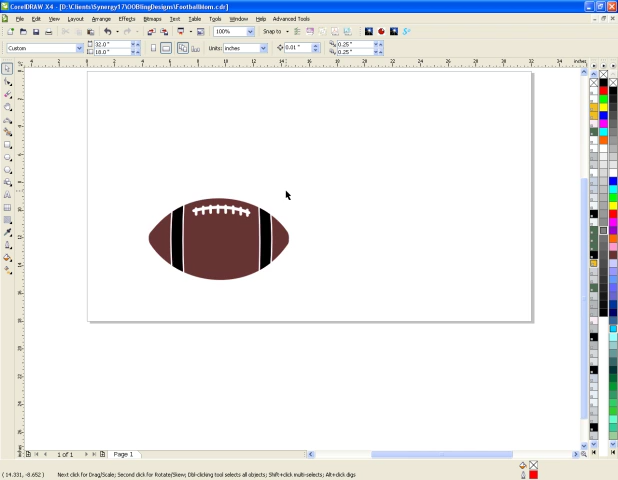 CorelDRAW X4 - [D:\Clients\Synergy17\OOBlingDesigns\FootballMom.cdr]
File Edit View Layout Arrange Effects Bitmaps Text Table Tools Window Help Advanced Tools
100% Snap to
Custom 32.0" 18.0" Units: inches 0.01" 0.25" 0.25"
inches
1 of 1 Page 1
( 14.331, -8.652 ) Next click for Drag/Scale; Second click for Rotate/Skew; Dbl-clicking tool selects all objects; Shift+click multi-selects; Alt+click digs